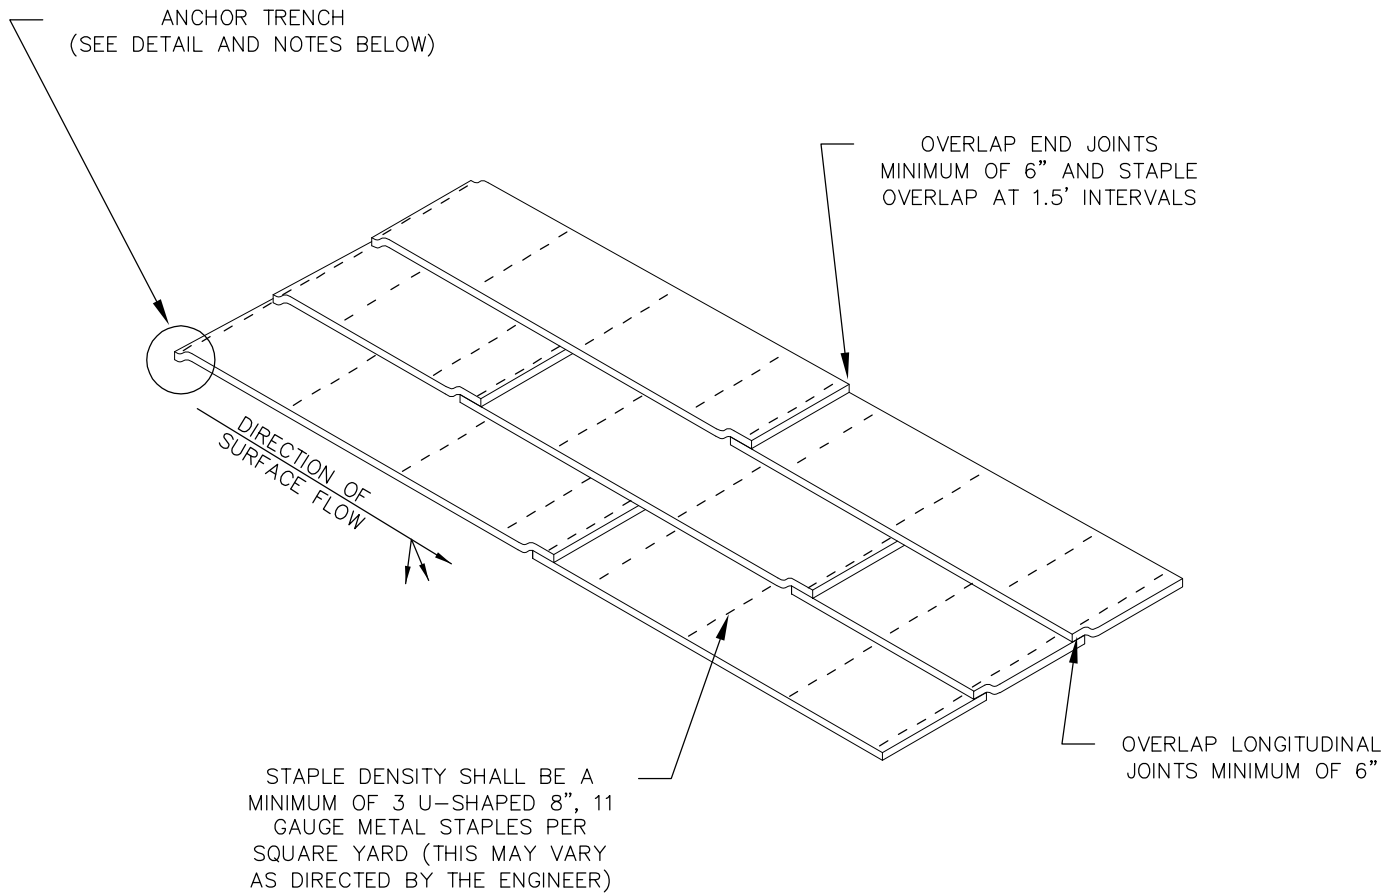 ANCHOR TRENCH
(SEE DETAIL AND NOTES BELOW)
OVERLAP END JOINTS
MINIMUM OF 6” AND STAPLE
OVERLAP AT 1.5’ INTERVALS
DIRECTION OF
SURFACE FLOW
OVERLAP LONGITUDINAL
JOINTS MINIMUM OF 6”
STAPLE DENSITY SHALL BE A
MINIMUM OF 3 U–SHAPED 8”, 11
GAUGE METAL STAPLES PER
SQUARE YARD (THIS MAY VARY
AS DIRECTED BY THE ENGINEER)